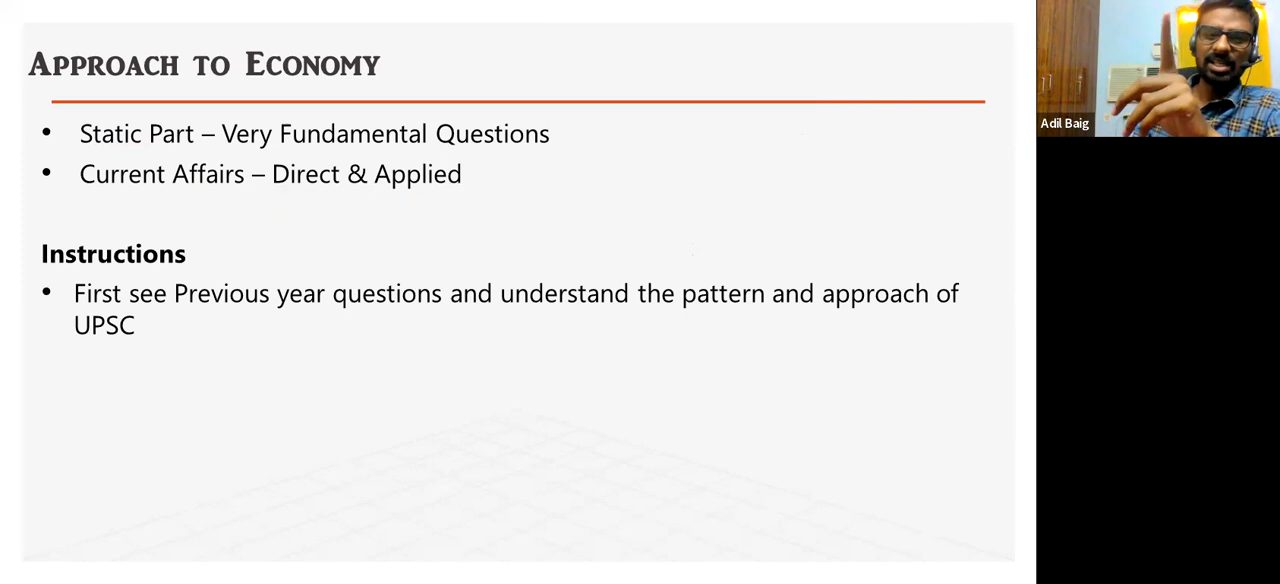 Approach to Economy
• Static Part – Very Fundamental Questions
• Current Affairs – Direct & Applied
Instructions
• First see Previous year questions and understand the pattern and approach of
UPSC
Adil Baig